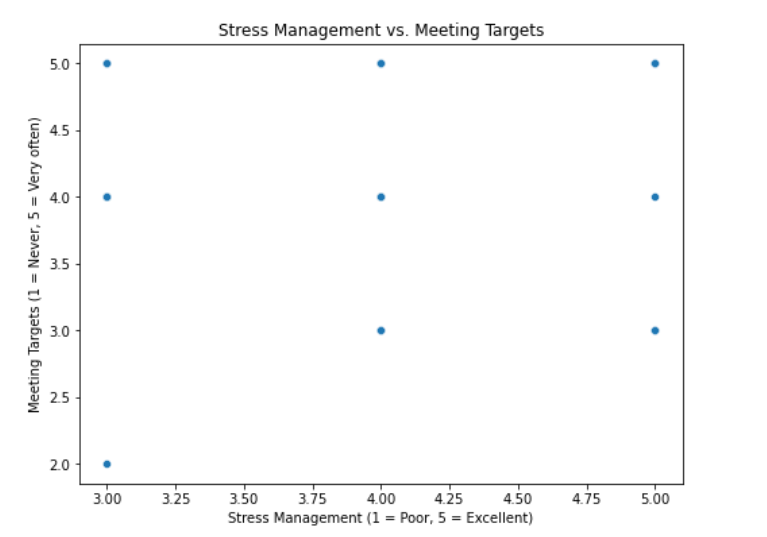 Stress Management vs. Meeting Targets
Meeting Targets (1 = Never, 5 = Very often)
5.0
4.5
4.0
3.5
3.0
2.5
2.0
3.00 3.25 3.50 3.75 4.00 4.25 4.50 4.75 5.00
Stress Management (1 = Poor, 5 = Excellent)